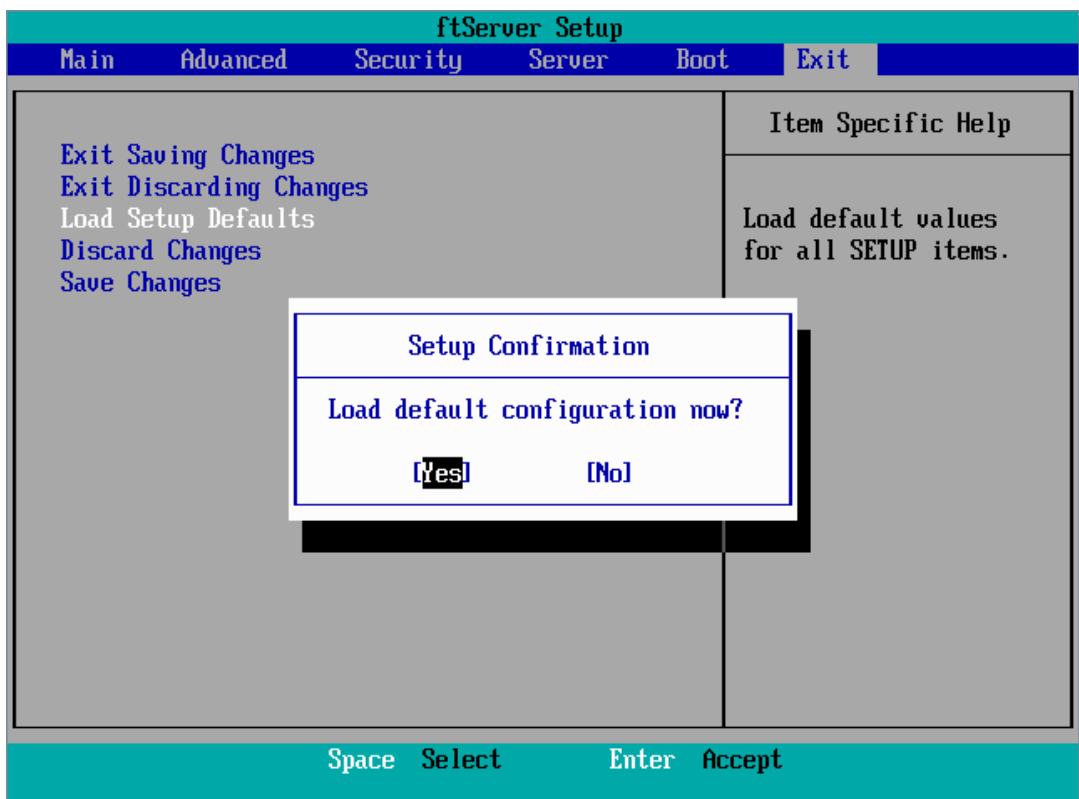 ftServer Setup
Main Advanced Security Server Boot Exit
Exit Saving Changes
Exit Discarding Changes
Load Setup Defaults
Discard Changes
Save Changes
Item Specific Help
Load default values
for all SETUP items.
Setup Confirmation
Load default configuration now?
[Yes] [No]
Space Select Enter Accept